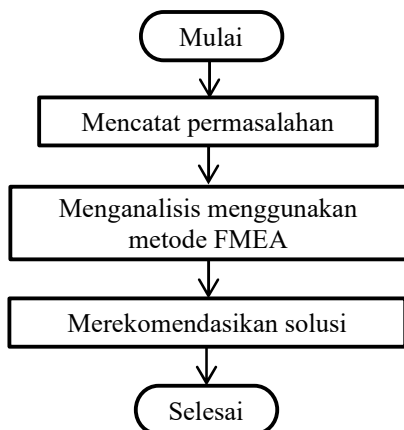 Mulai
Mencatat permasalahan
Menganalisis menggunakan
metode FMEA
Merekomendasikan solusi
Selesai